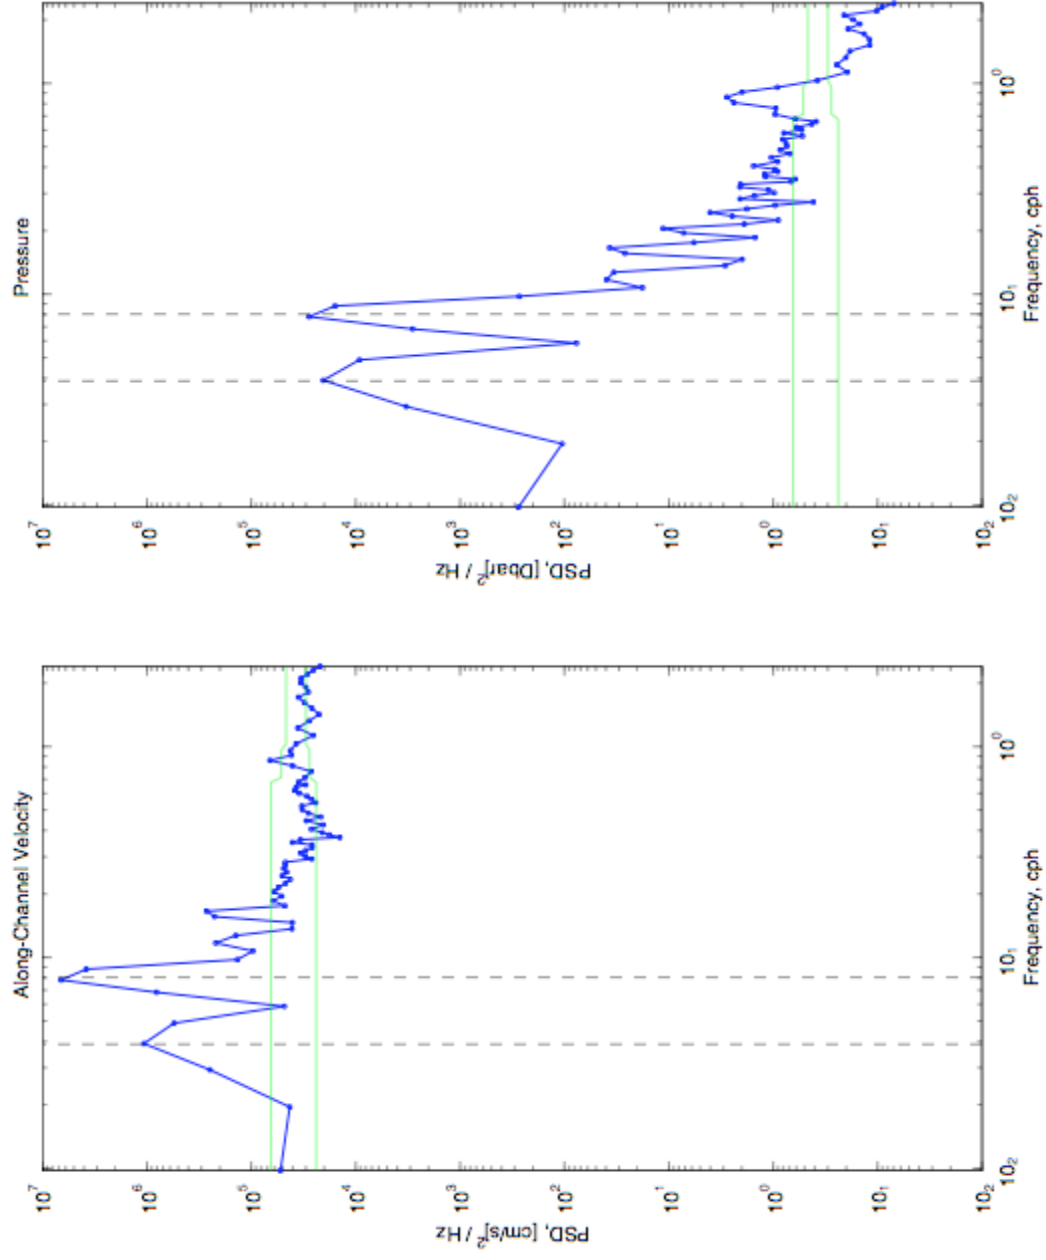 Along-Channel Velocity
10⁷
10⁶
10⁵
10⁴
10³
10²
10¹
10⁰
10¹
10²
PSD, [cm/s]² / Hz
10² 10¹ 10⁰
Frequency, cph
Pressure
10⁷
10⁶
10⁵
10⁴
10³
10²
10¹
10⁰
10¹
10²
PSD, [Dbar]² / Hz
10² 10¹ 10⁰
Frequency, cph